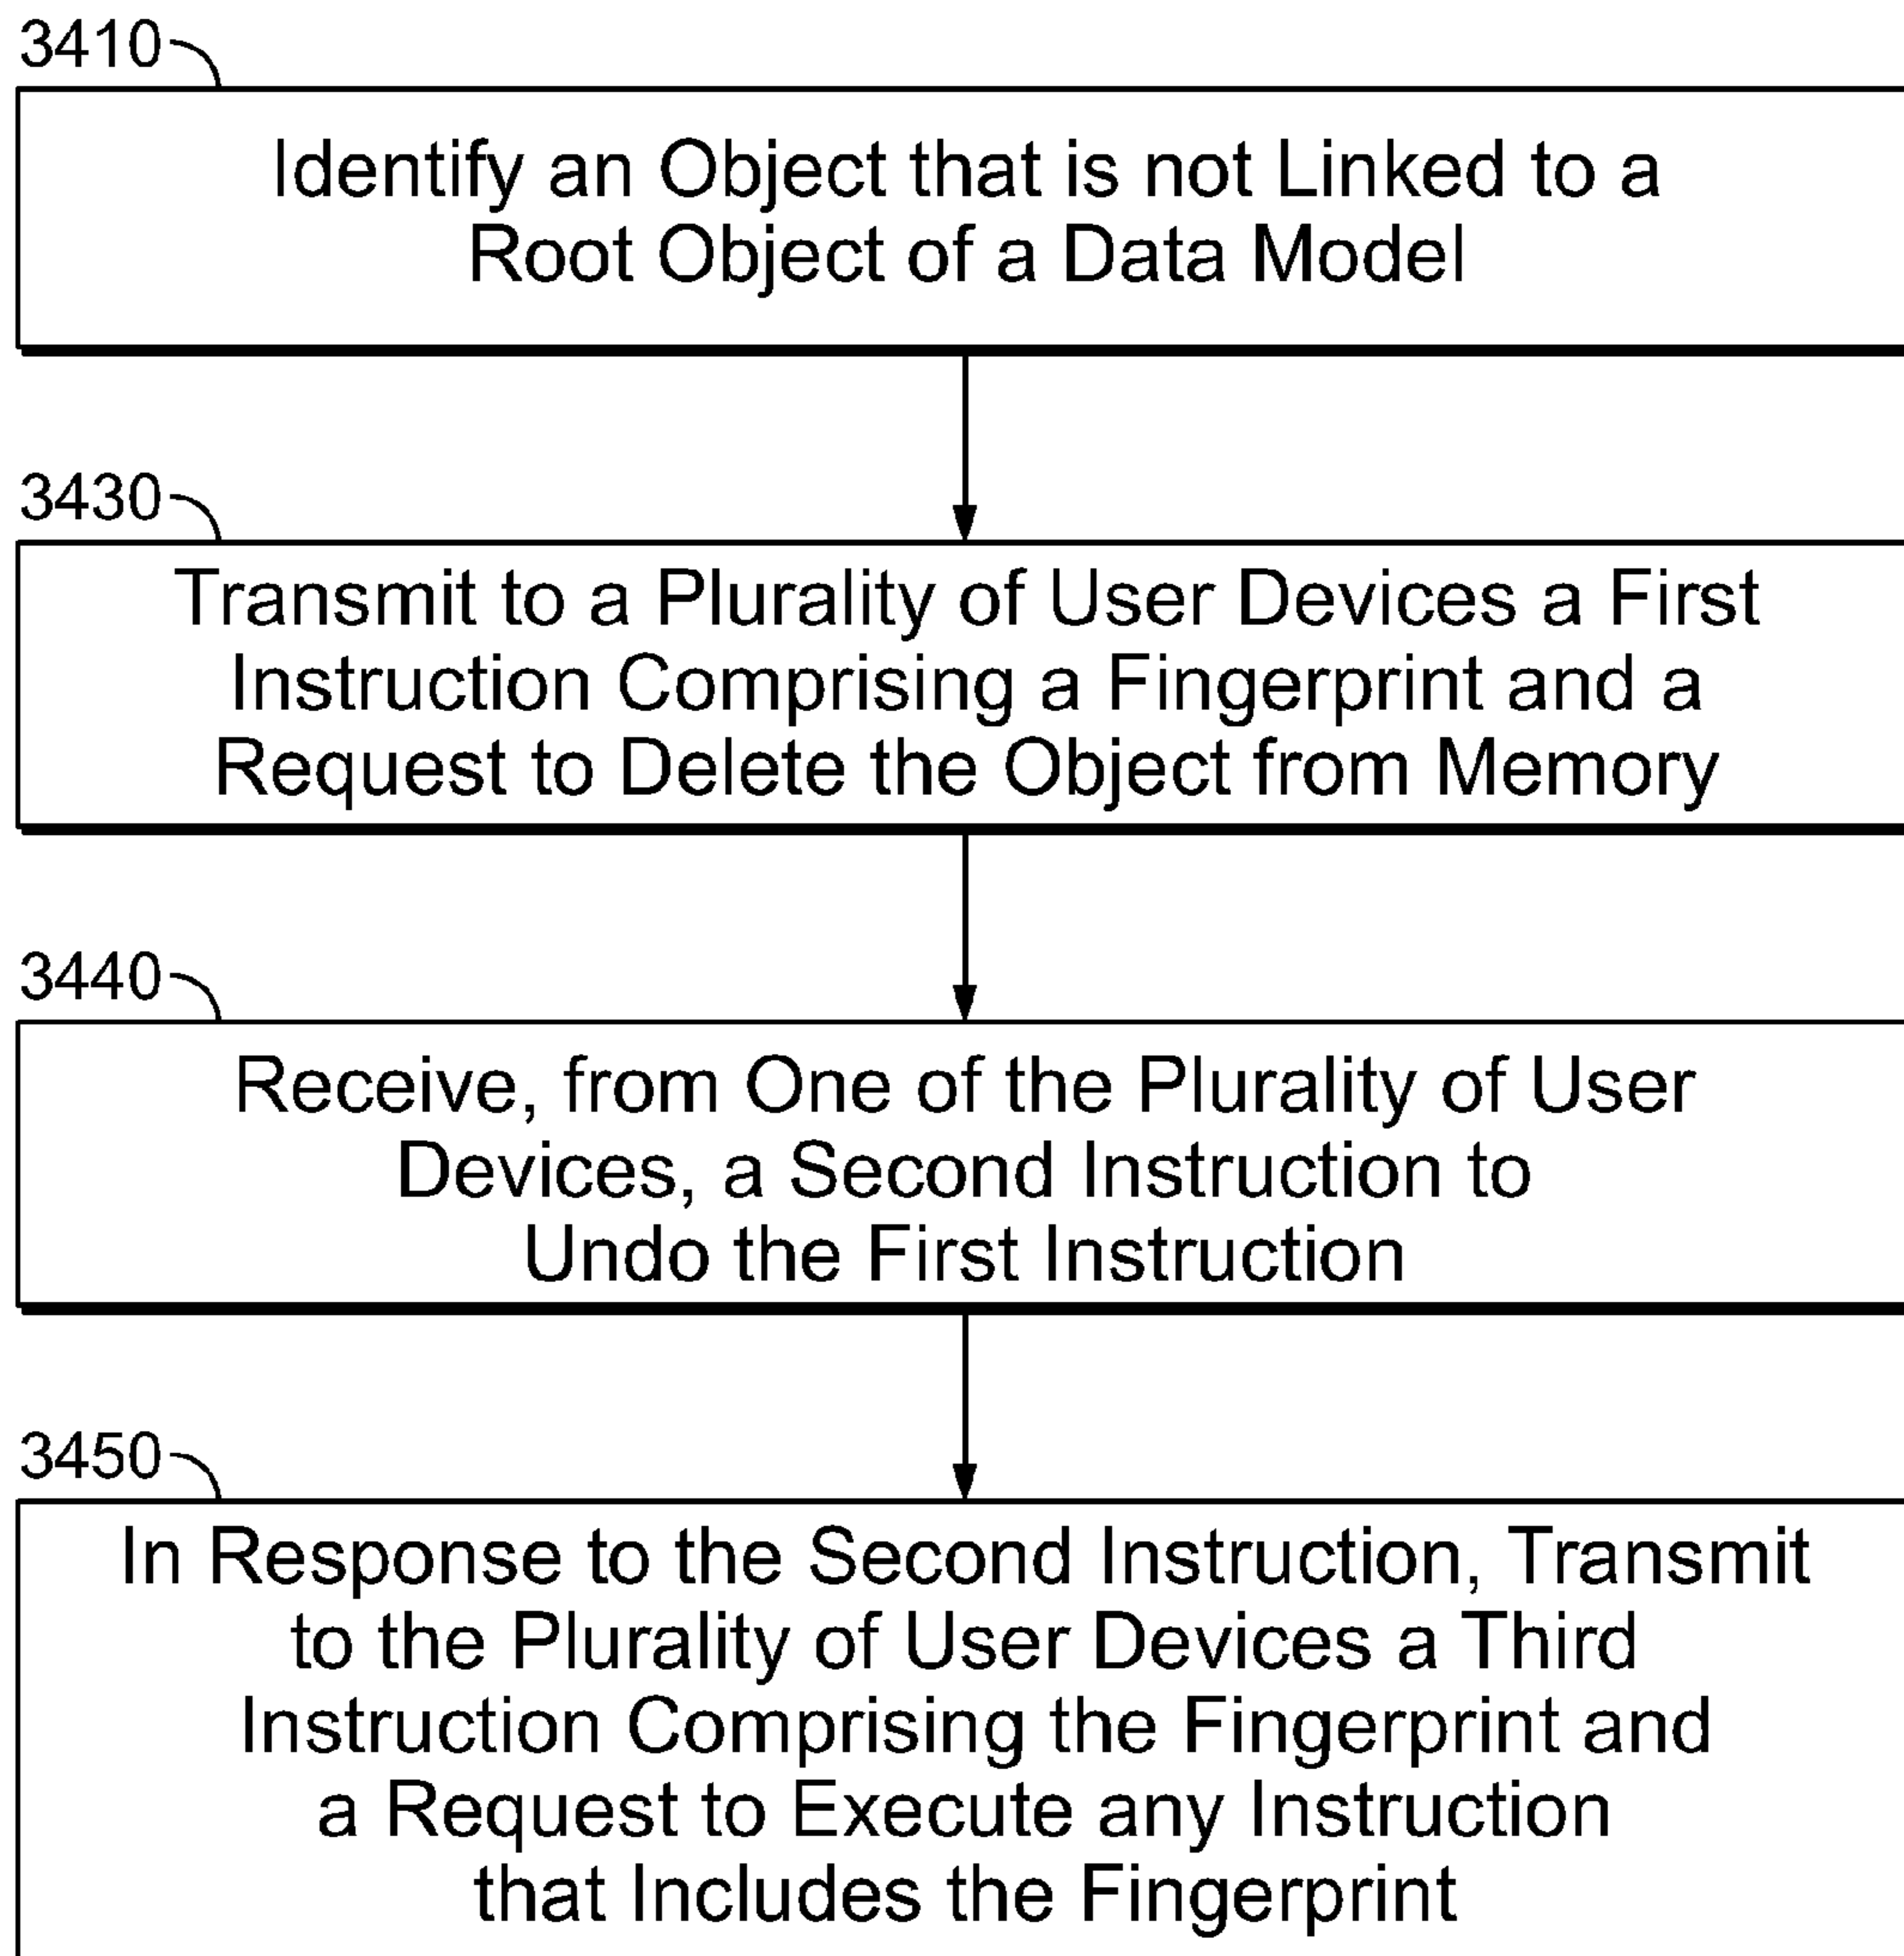 3410
Identify an Object that is not Linked to a
Root Object of a Data Model
3430
Transmit to a Plurality of User Devices a First
Instruction Comprising a Fingerprint and a
Request to Delete the Object from Memory
3440
Receive, from One of the Plurality of User
Devices, a Second Instruction to
Undo the First Instruction
3450
In Response to the Second Instruction, Transmit
to the Plurality of User Devices a Third
Instruction Comprising the Fingerprint and
a Request to Execute any Instruction
that Includes the Fingerprint